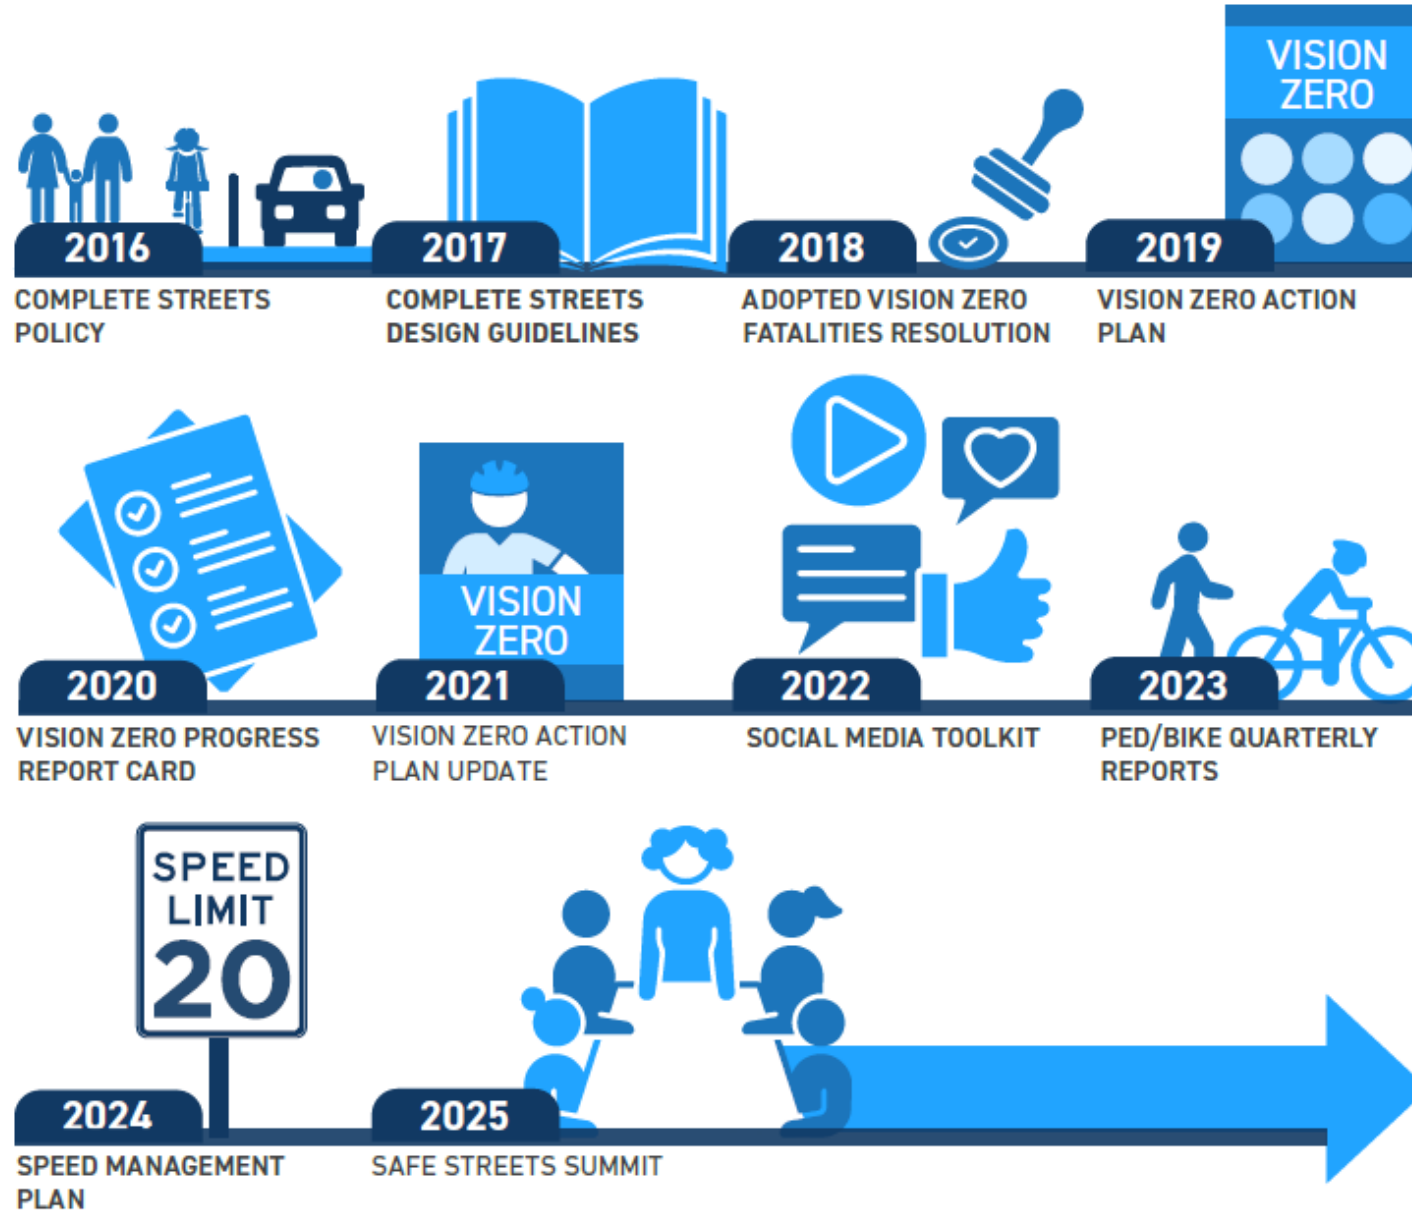 VISION
ZERO
2016
2017
2018
2019
COMPLETE STREETS
POLICY
COMPLETE STREETS
DESIGN GUIDELINES
ADOPTED VISION ZERO
FATALITIES RESOLUTION
VISION ZERO ACTION
PLAN
VISION
ZERO
2020
2021
2022
2023
VISION ZERO PROGRESS
REPORT CARD
VISION ZERO ACTION
PLAN UPDATE
SOCIAL MEDIA TOOLKIT
PED/BIKE QUARTERLY
REPORTS
SPEED
LIMIT
20
2024
2025
SPEED MANAGEMENT
PLAN
SAFE STREETS SUMMIT